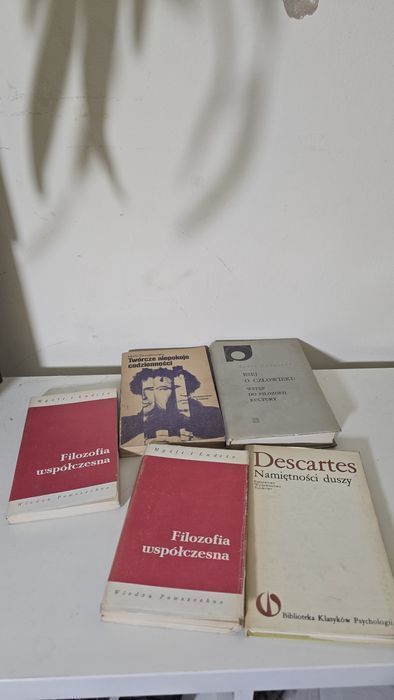 Twórcze niepokoje
codzienności
ESEJ
O CZŁOWIEKU
WSTĘP
DO FILOZOFII
KULTURY
Myśli i Ludzie
Filozofia
współczesna
Wiedza Powszechna
Myśli i Ludzie
Filozofia
współczesna
Wiedza Powszechna
Descartes
Namiętności duszy
Biblioteka Klasyków Psychologii